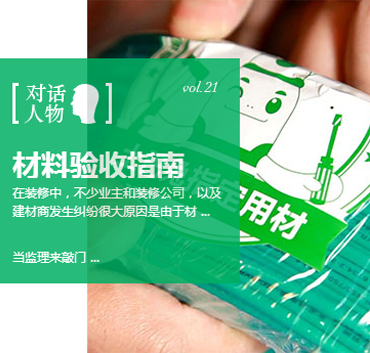 对话
人物
vol.21
材料验收指南
在装修中，不少业主和装修公司，以及
建材商发生纠纷很大原因是由于材 ...
当监理来敲门 ...
指定用材